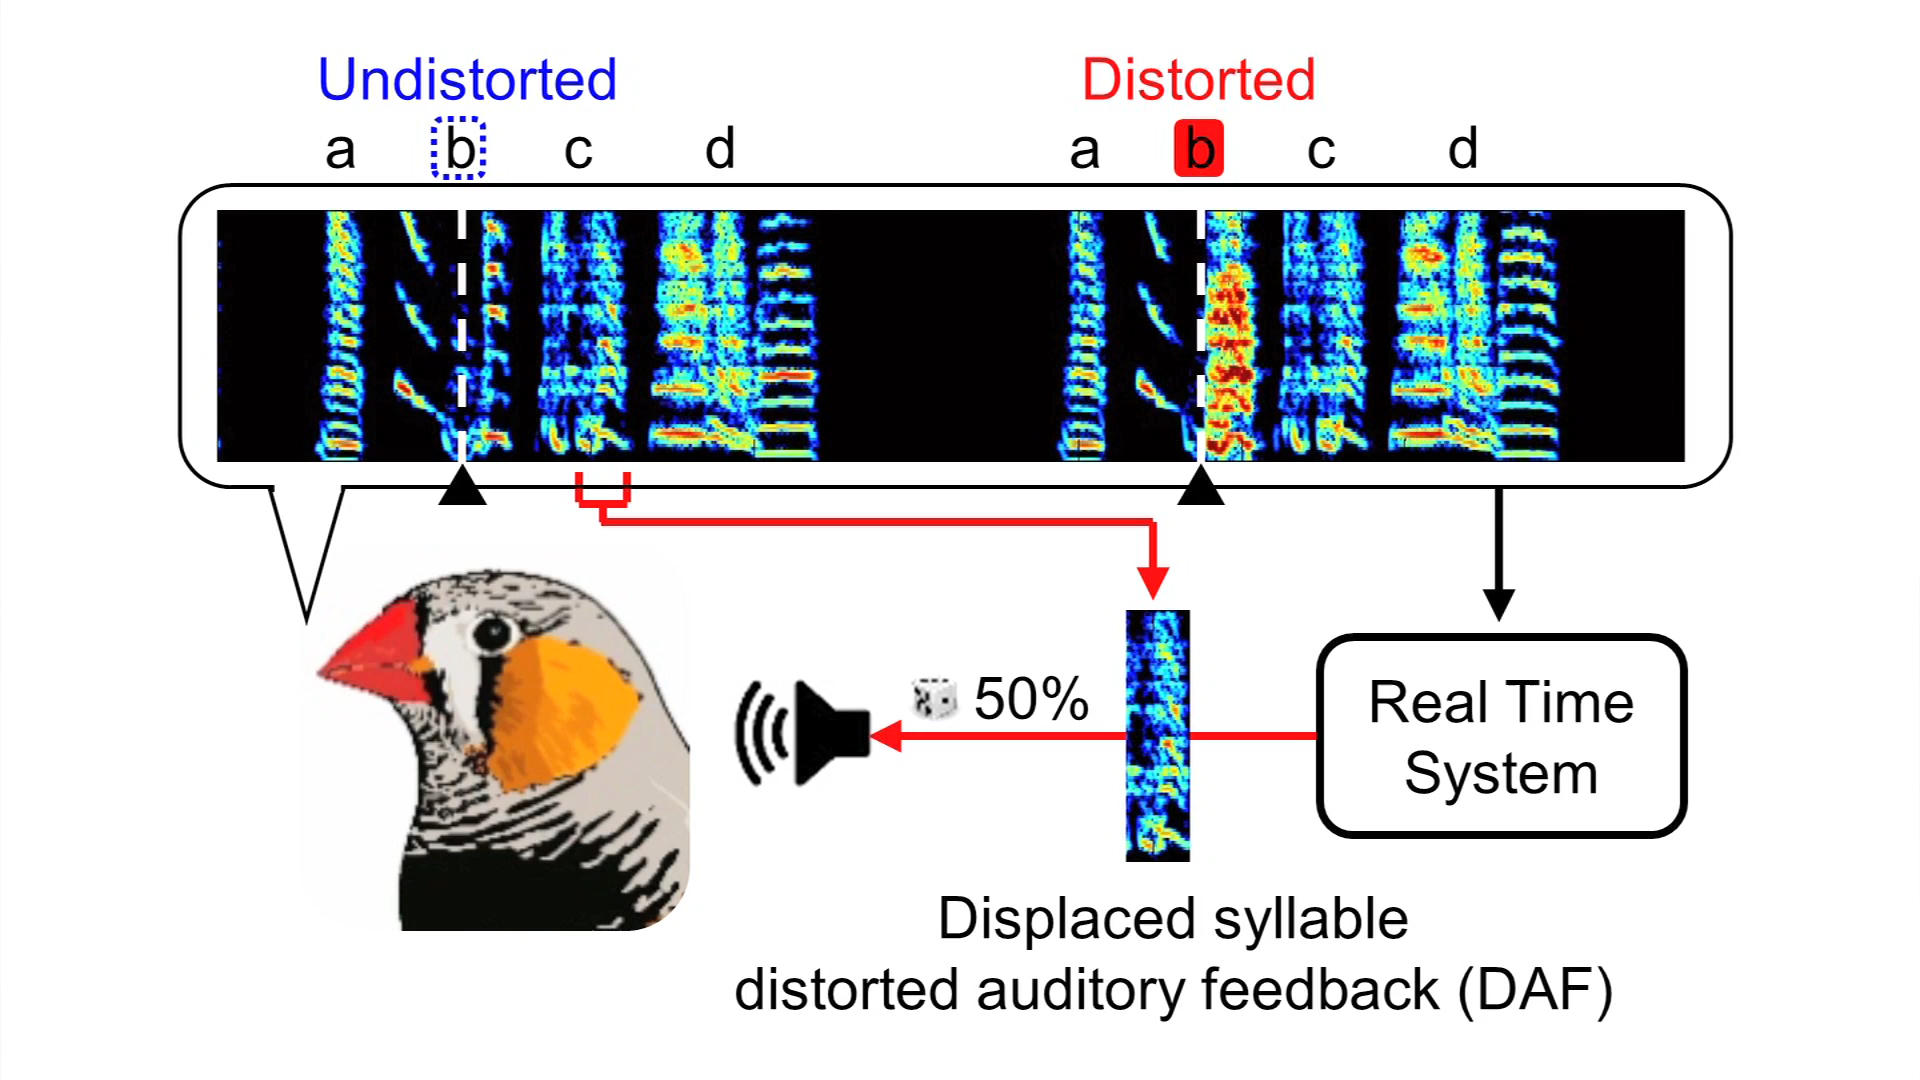 Undistorted
Distorted
a b c d
a b c d
50%
Real Time
System
Displaced syllable
distorted auditory feedback (DAF)